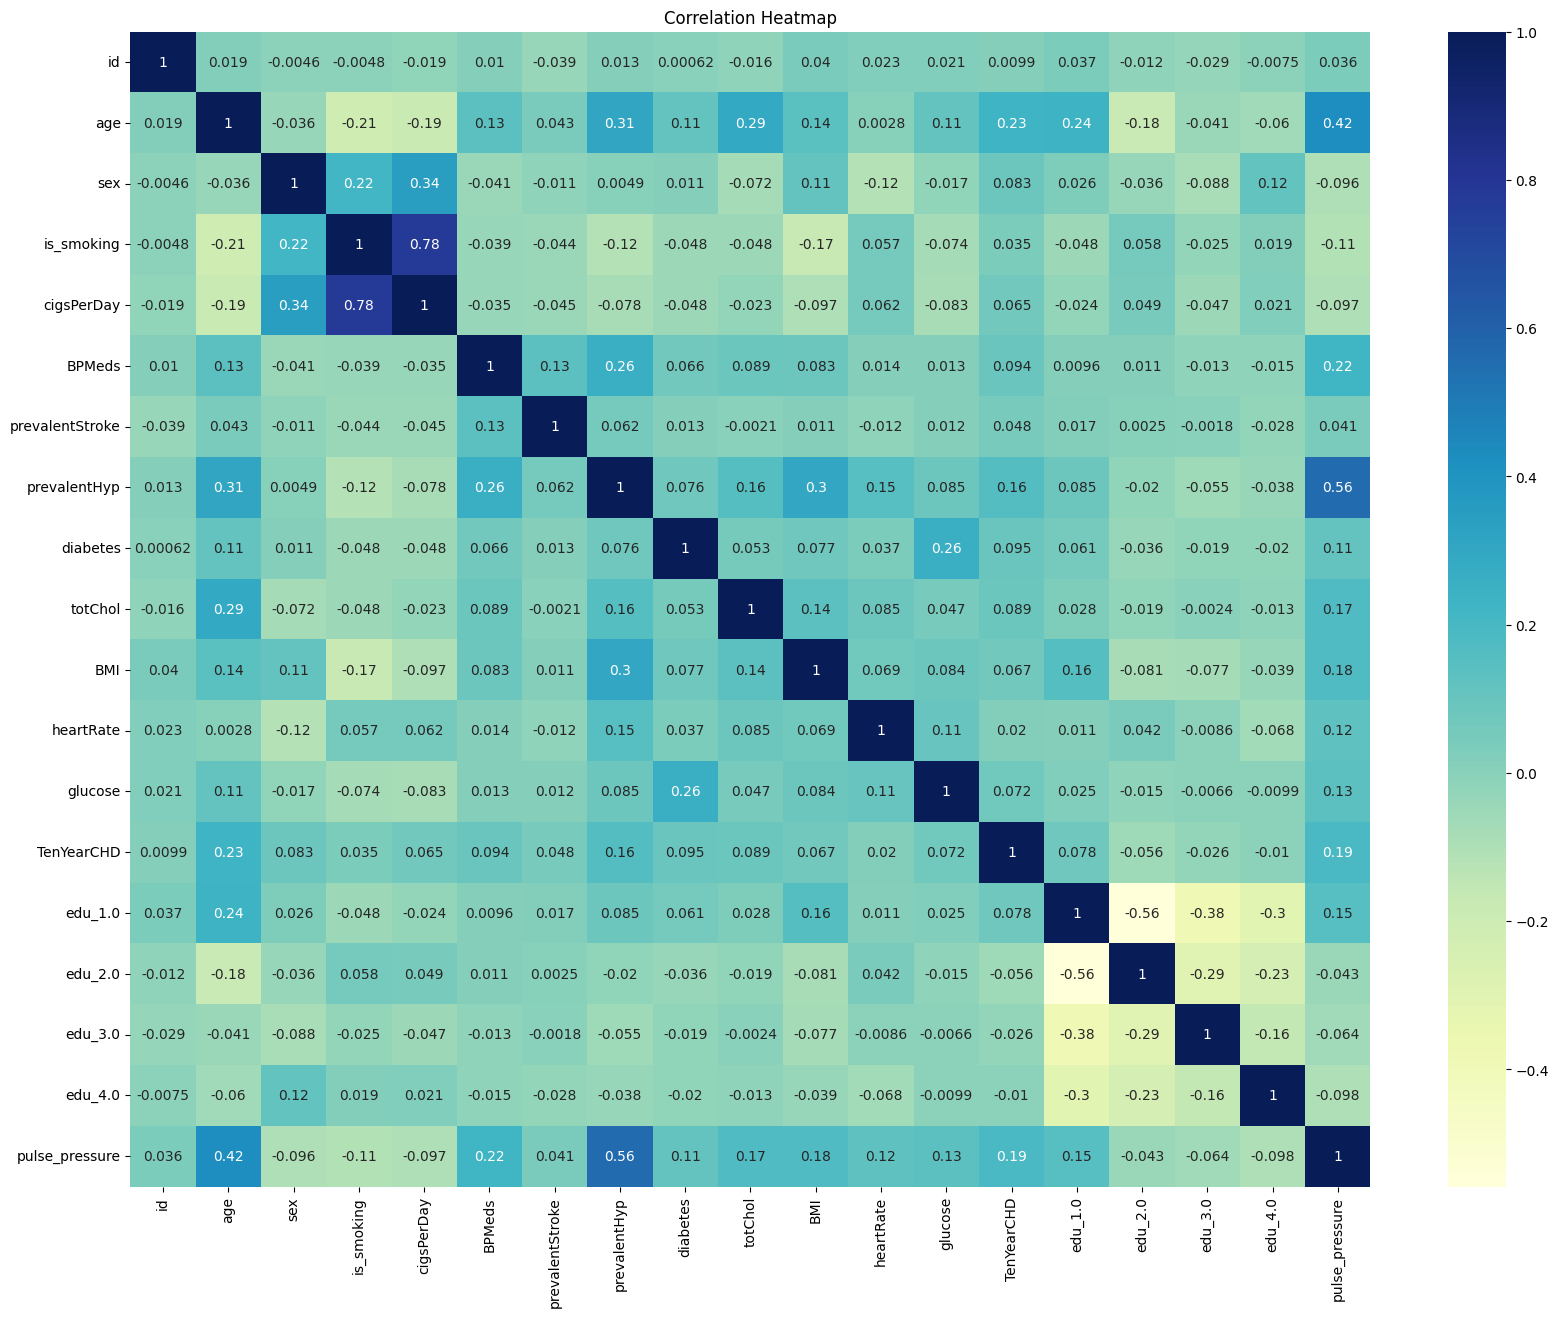 Correlation Heatmap
id 1 0.019 -0.0046 -0.0048 -0.019 0.01 -0.039 0.013 0.00062 -0.016 0.04 0.023 0.021 0.0099 0.037 -0.012 -0.029 -0.0075 0.036
age 0.019 1 -0.036 -0.21 -0.19 0.13 0.043 0.31 0.11 0.29 0.14 0.0028 0.11 0.23 0.24 -0.18 -0.041 -0.06 0.42
sex -0.0046 -0.036 1 0.22 0.34 -0.041 -0.011 0.0049 0.011 -0.072 0.11 -0.12 -0.017 0.083 0.026 -0.036 -0.088 0.12 -0.096
is_smoking -0.0048 -0.21 0.22 1 0.78 -0.039 -0.044 -0.12 -0.048 -0.048 -0.17 0.057 -0.074 0.035 -0.048 0.058 -0.025 0.019 -0.11
cigsPerDay -0.019 -0.19 0.34 0.78 1 -0.035 -0.045 -0.078 -0.048 -0.023 -0.097 0.062 -0.083 0.065 -0.024 0.049 -0.047 0.021 -0.097
BPMeds 0.01 0.13 -0.041 -0.039 -0.035 1 0.13 0.26 0.066 0.089 0.083 0.014 0.013 0.094 0.0096 0.011 -0.013 -0.015 0.22
prevalentStroke -0.039 0.043 -0.011 -0.044 -0.045 0.13 1 0.062 0.013 -0.0021 0.011 -0.012 0.012 0.048 0.017 0.0025 -0.0018 -0.028 0.041
prevalentHyp 0.013 0.31 0.0049 -0.12 -0.078 0.26 0.062 1 0.076 0.16 0.3 0.15 0.085 0.16 0.085 -0.02 -0.055 -0.038 0.56
diabetes 0.00062 0.11 0.011 -0.048 -0.048 0.066 0.013 0.076 1 0.053 0.077 0.037 0.26 0.095 0.061 -0.036 -0.019 -0.02 0.11
totChol -0.016 0.29 -0.072 -0.048 -0.023 0.089 -0.0021 0.16 0.053 1 0.14 0.085 0.047 0.089 0.028 -0.019 -0.0024 -0.013 0.17
BMI 0.04 0.14 0.11 -0.17 -0.097 0.083 0.011 0.3 0.077 0.14 1 0.069 0.084 0.067 0.16 -0.081 -0.077 -0.039 0.18
heartRate 0.023 0.0028 -0.12 0.057 0.062 0.014 -0.012 0.15 0.037 0.085 0.069 1 0.11 0.02 0.011 0.042 -0.0086 -0.068 0.12
glucose 0.021 0.11 -0.017 -0.074 -0.083 0.013 0.012 0.085 0.26 0.047 0.084 0.11 1 0.072 0.025 -0.015 -0.0066 -0.0099 0.13
TenYearCHD 0.0099 0.23 0.083 0.035 0.065 0.094 0.048 0.16 0.095 0.089 0.067 0.02 0.072 1 0.078 -0.056 -0.026 -0.01 0.19
edu_1.0 0.037 0.24 0.026 -0.048 -0.024 0.0096 0.017 0.085 0.061 0.028 0.16 0.011 0.025 0.078 1 -0.56 -0.38 -0.3 0.15
edu_2.0 -0.012 -0.18 -0.036 0.058 0.049 0.011 0.0025 -0.02 -0.036 -0.019 -0.081 0.042 -0.015 -0.056 -0.56 1 -0.29 -0.23 -0.043
edu_3.0 -0.029 -0.041 -0.088 -0.025 -0.047 -0.013 -0.0018 -0.055 -0.019 -0.0024 -0.077 -0.0086 -0.0066 -0.026 -0.38 -0.29 1 -0.16 -0.064
edu_4.0 -0.0075 -0.06 0.12 0.019 0.021 -0.015 -0.028 -0.038 -0.02 -0.013 -0.039 -0.068 -0.0099 -0.01 -0.3 -0.23 -0.16 1 -0.098
pulse_pressure 0.036 0.42 -0.096 -0.11 -0.097 0.22 0.041 0.56 0.11 0.17 0.18 0.12 0.13 0.19 0.15 -0.043 -0.064 -0.098 1
id age sex is_smoking cigsPerDay BPMeds prevalentStroke prevalentHyp diabetes totChol BMI heartRate glucose TenYearCHD edu_1.0 edu_2.0 edu_3.0 edu_4.0 pulse_pressure
1.0
0.8
0.6
0.4
0.2
0.0
−0.2
−0.4